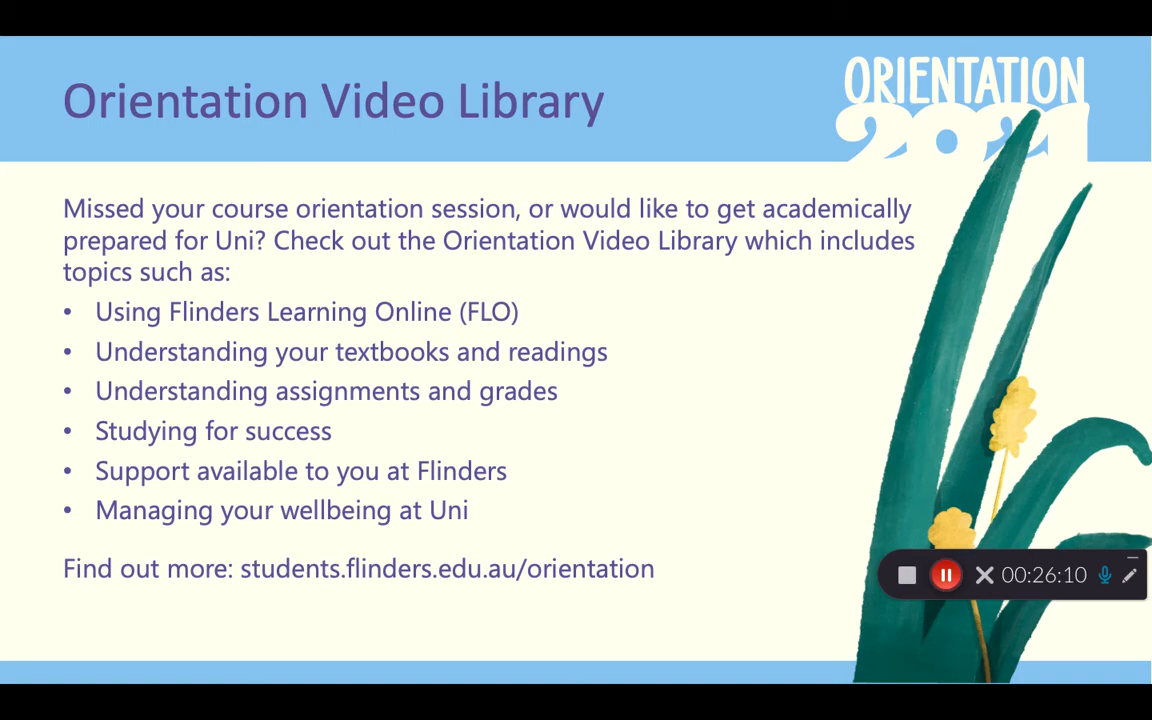 Orientation Video Library
ORIENTATION
2021
Missed your course orientation session, or would like to get academically
prepared for Uni? Check out the Orientation Video Library which includes
topics such as:
• Using Flinders Learning Online (FLO)
• Understanding your textbooks and readings
• Understanding assignments and grades
• Studying for success
• Support available to you at Flinders
• Managing your wellbeing at Uni
Find out more: students.flinders.edu.au/orientation
00:26:10